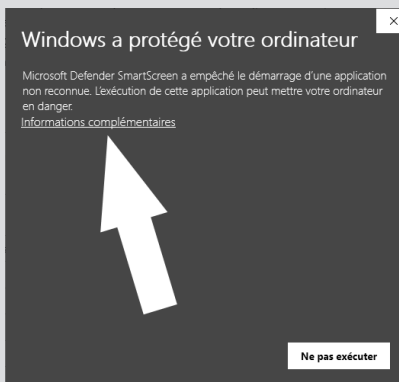 Windows a protégé votre ordinateur
Microsoft Defender SmartScreen a empêché le démarrage d'une application
non reconnue. L'exécution de cette application peut mettre votre ordinateur
en danger.
Informations complémentaires
Ne pas exécuter